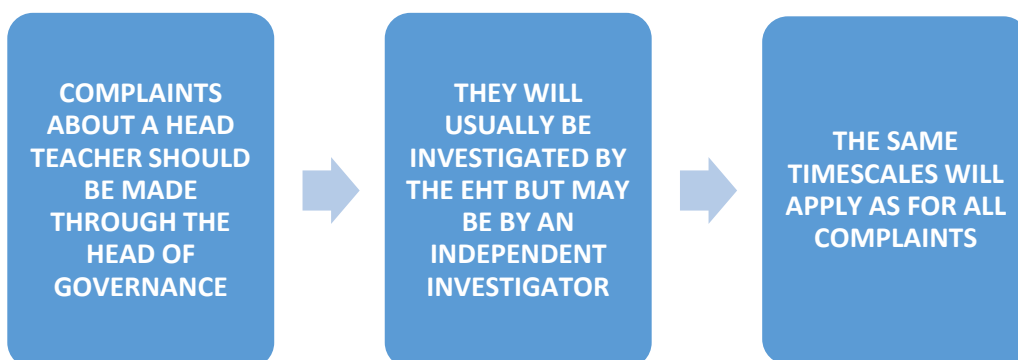 COMPLAINTS
ABOUT A HEAD
TEACHER SHOULD
BE MADE
THROUGH THE
HEAD OF
GOVERNANCE
THEY WILL
USUALLY BE
INVESTIGATED BY
THE EHT BUT MAY
BE BY AN
INDEPENDENT
INVESTIGATOR
THE SAME
TIMESCALES WILL
APPLY AS FOR ALL
COMPLAINTS